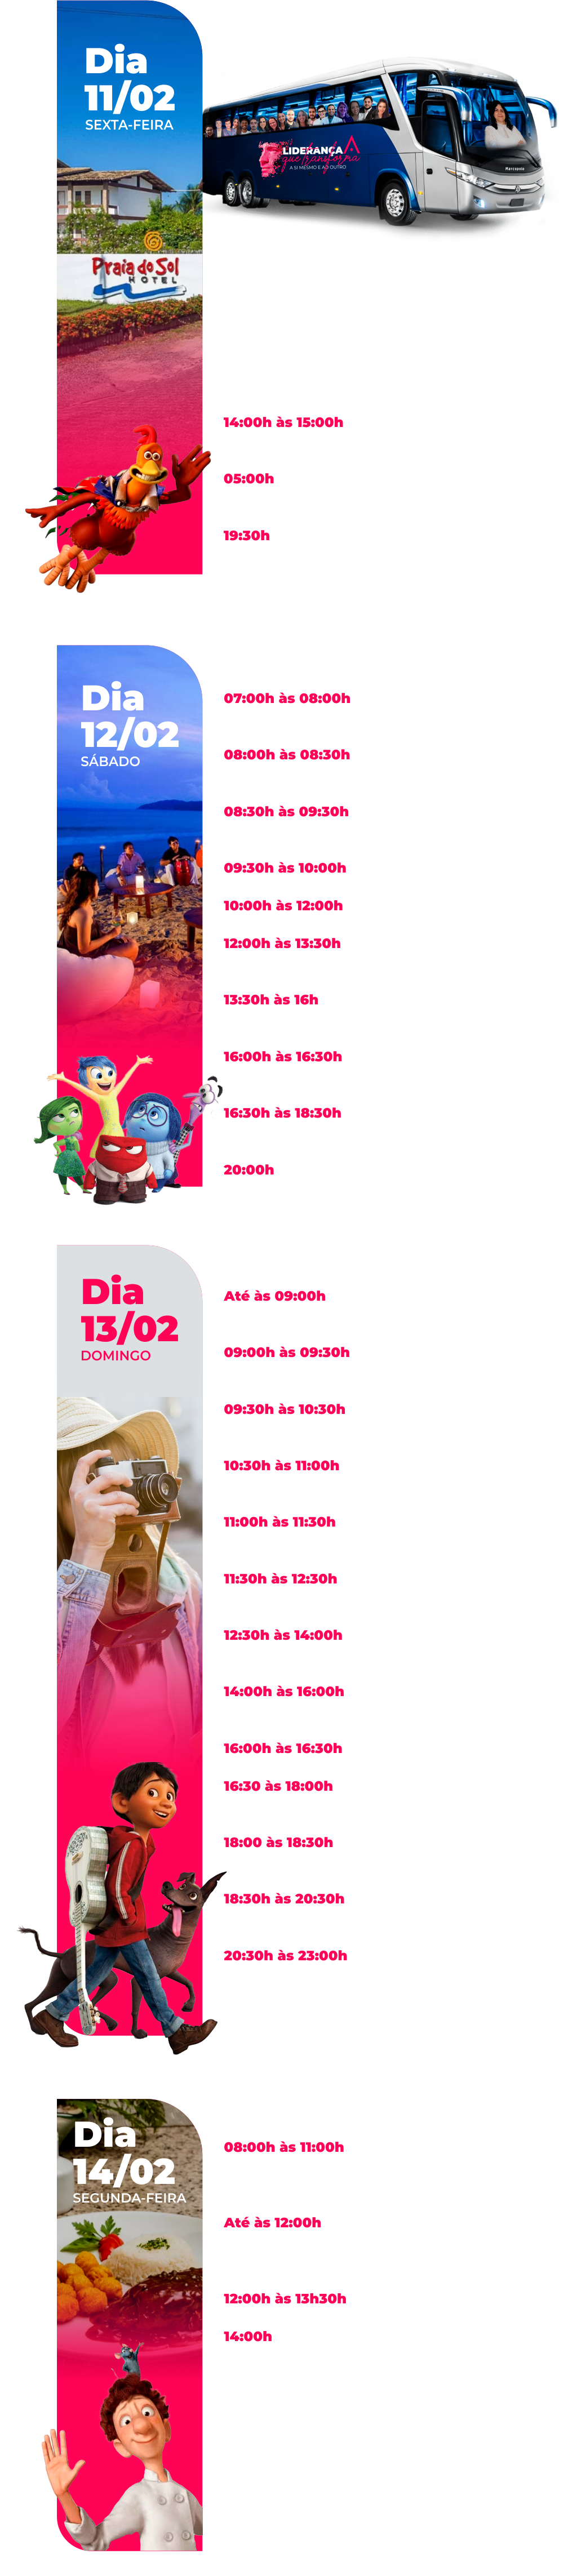 Dia
11/02
SEXTA-FEIRA
LIDERANÇA
que transforma
A SI MESMO E AO OUTRO
Marcopolo
Praia do Sol
HOTEL
14:00h às 15:00h
05:00h
19:30h
Dia
12/02
SÁBADO
07:00h às 08:00h
08:00h às 08:30h
08:30h às 09:30h
09:30h às 10:00h
10:00h às 12:00h
12:00h às 13:30h
13:30h às 16h
16:00h às 16:30h
16:30h às 18:30h
20:00h
Dia
13/02
DOMINGO
Até às 09:00h
09:00h às 09:30h
09:30h às 10:30h
10:30h às 11:00h
11:00h às 11:30h
11:30h às 12:30h
12:30h às 14:00h
14:00h às 16:00h
16:00h às 16:30h
16:30 às 18:00h
18:00 às 18:30h
18:30h às 20:30h
20:30h às 23:00h
Dia
14/02
SEGUNDA-FEIRA
08:00h às 11:00h
Até às 12:00h
12:00h às 13h30h
14:00h